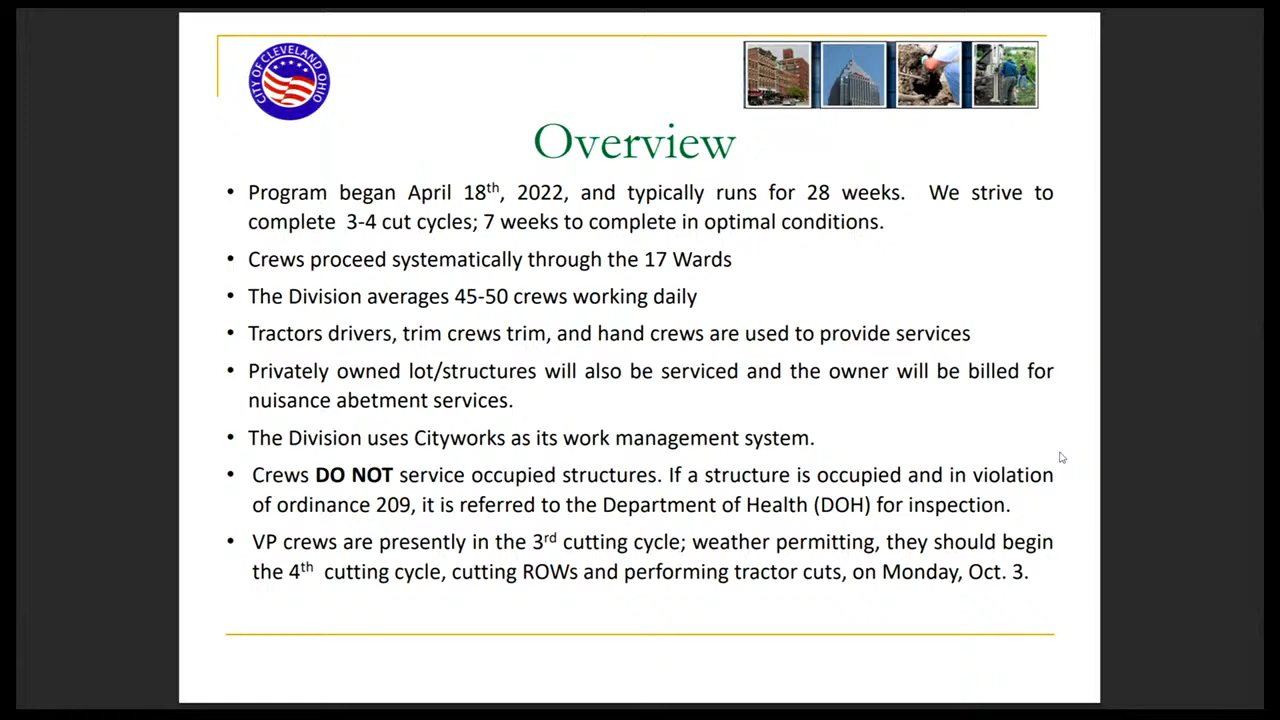 CITY OF CLEVELAND OHIO
Overview
• Program began April 18th, 2022, and typically runs for 28 weeks. We strive to
complete 3-4 cut cycles; 7 weeks to complete in optimal conditions.
• Crews proceed systematically through the 17 Wards
• The Division averages 45-50 crews working daily
• Tractors drivers, trim crews trim, and hand crews are used to provide services
• Privately owned lot/structures will also be serviced and the owner will be billed for
nuisance abetment services.
• The Division uses Cityworks as its work management system.
• Crews DO NOT service occupied structures. If a structure is occupied and in violation
of ordinance 209, it is referred to the Department of Health (DOH) for inspection.
• VP crews are presently in the 3rd cutting cycle; weather permitting, they should begin
the 4th cutting cycle, cutting ROWs and performing tractor cuts, on Monday, Oct. 3.